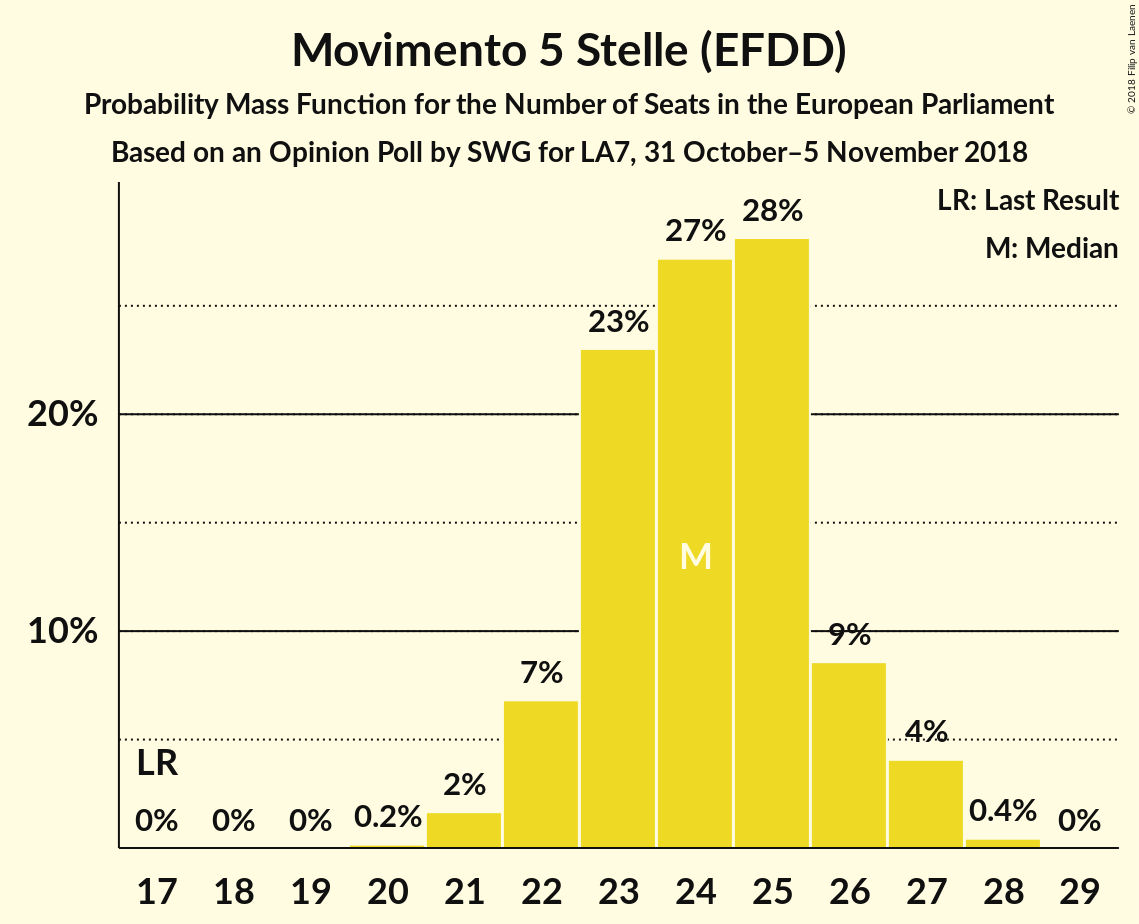 Movimento 5 Stelle (EFDD)
Probability Mass Function for the Number of Seats in the European Parliament
Based on an Opinion Poll by SWG for LA7, 31 October–5 November 2018
© 2018 Filip van Laenen
LR: Last Result
M: Median
28%
27%
23%
20%
M
10%
9%
7%
4%
LR
2%
0% 0% 0% 0.2% 0.4% 0%
17 18 19 20 21 22 23 24 25 26 27 28 29